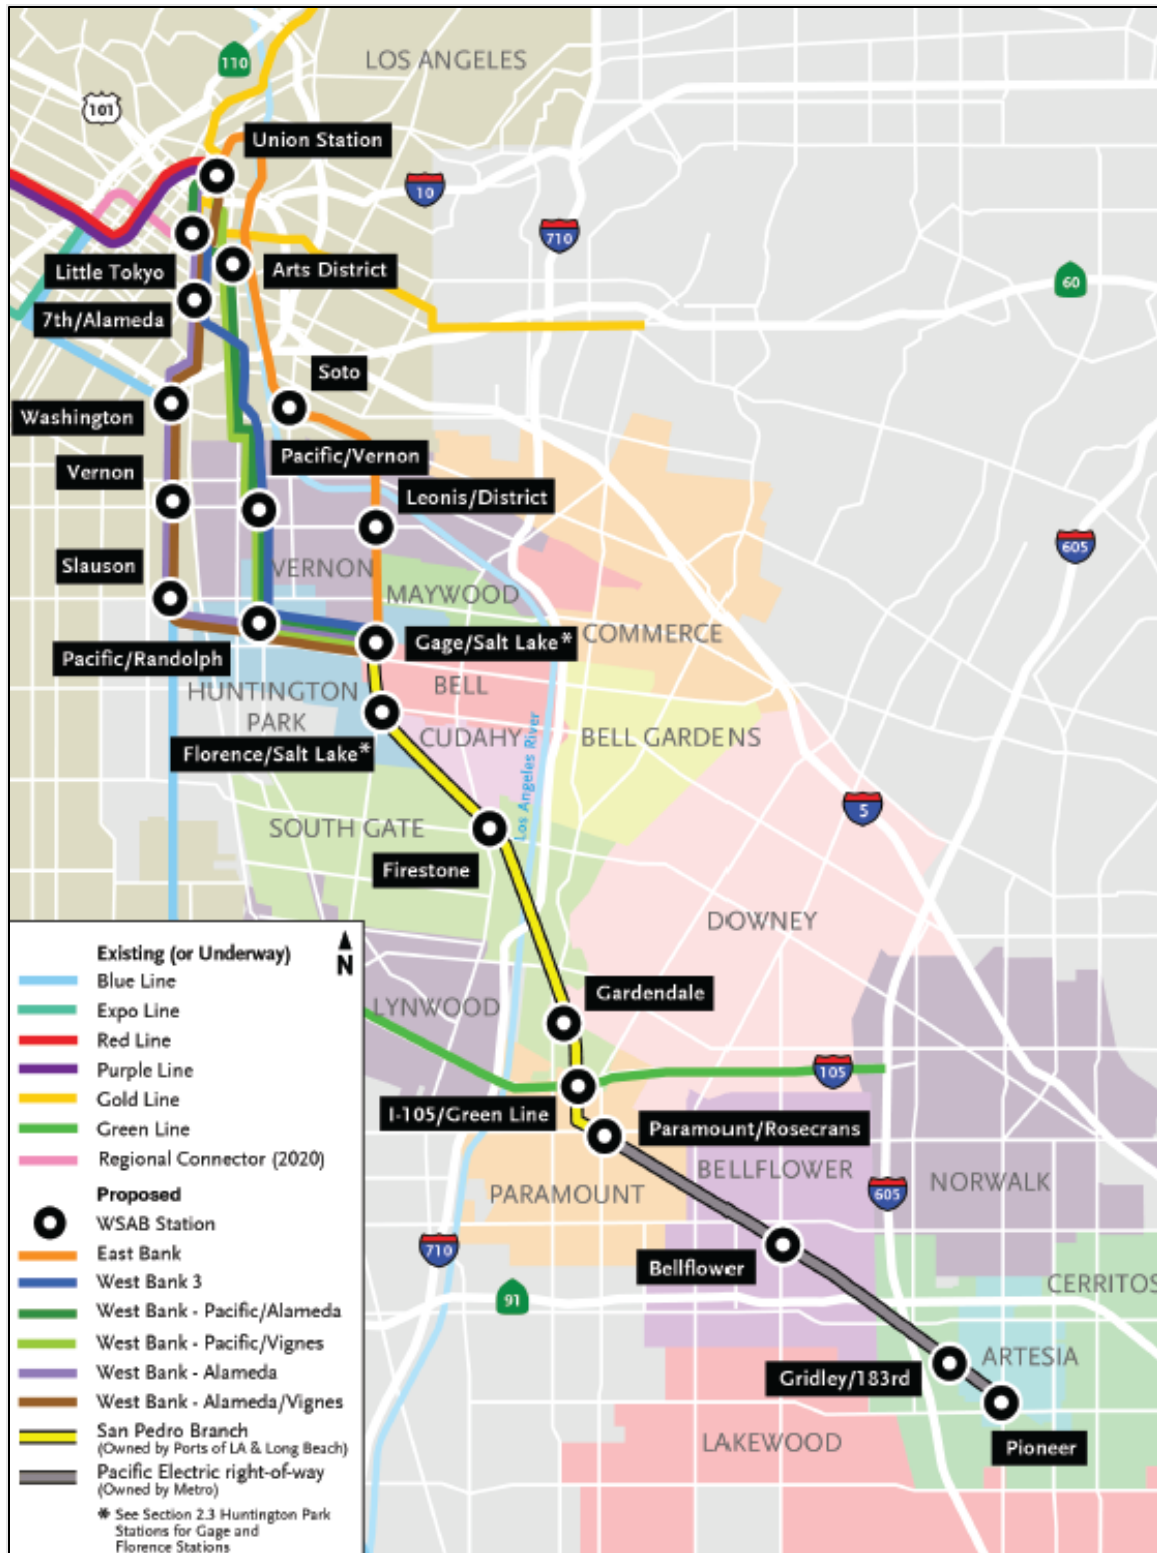 LOS ANGELES
110
101
Union Station
10
710
Little Tokyo
Arts District
60
7th/Alameda
Soto
Washington
Pacific/Vernon
Vernon
Leonis/District
605
Slauson
VERNON
MAYWOOD
COMMERCE
Gage/Salt Lake*
Pacific/Randolph
BELL
HUNTINGTON
PARK
CUDAHY
BELL GARDENS
Florence/Salt Lake*
Los Angeles River
5
SOUTH GATE
Firestone
DOWNEY
Gardendale
LYNWOOD
105
I-105/Green Line
Paramount/Rosecrans
BELLFLOWER
NORWALK
605
PARAMOUNT
710
Bellflower
CERRITOS
91
ARTESIA
Gridley/183rd
LAKEWOOD
Pioneer
Existing (or Underway)
N
Blue Line
Expo Line
Red Line
Purple Line
Gold Line
Green Line
Regional Connector (2020)
Proposed
WSAB Station
East Bank
West Bank 3
West Bank - Pacific/Alameda
West Bank - Pacific/Vignes
West Bank - Alameda
West Bank - Alameda/Vignes
San Pedro Branch
(Owned by Ports of LA & Long Beach)
Pacific Electric right-of-way
(Owned by Metro)
* See Section 2.3 Huntington Park
Stations for Gage and
Florence Stations